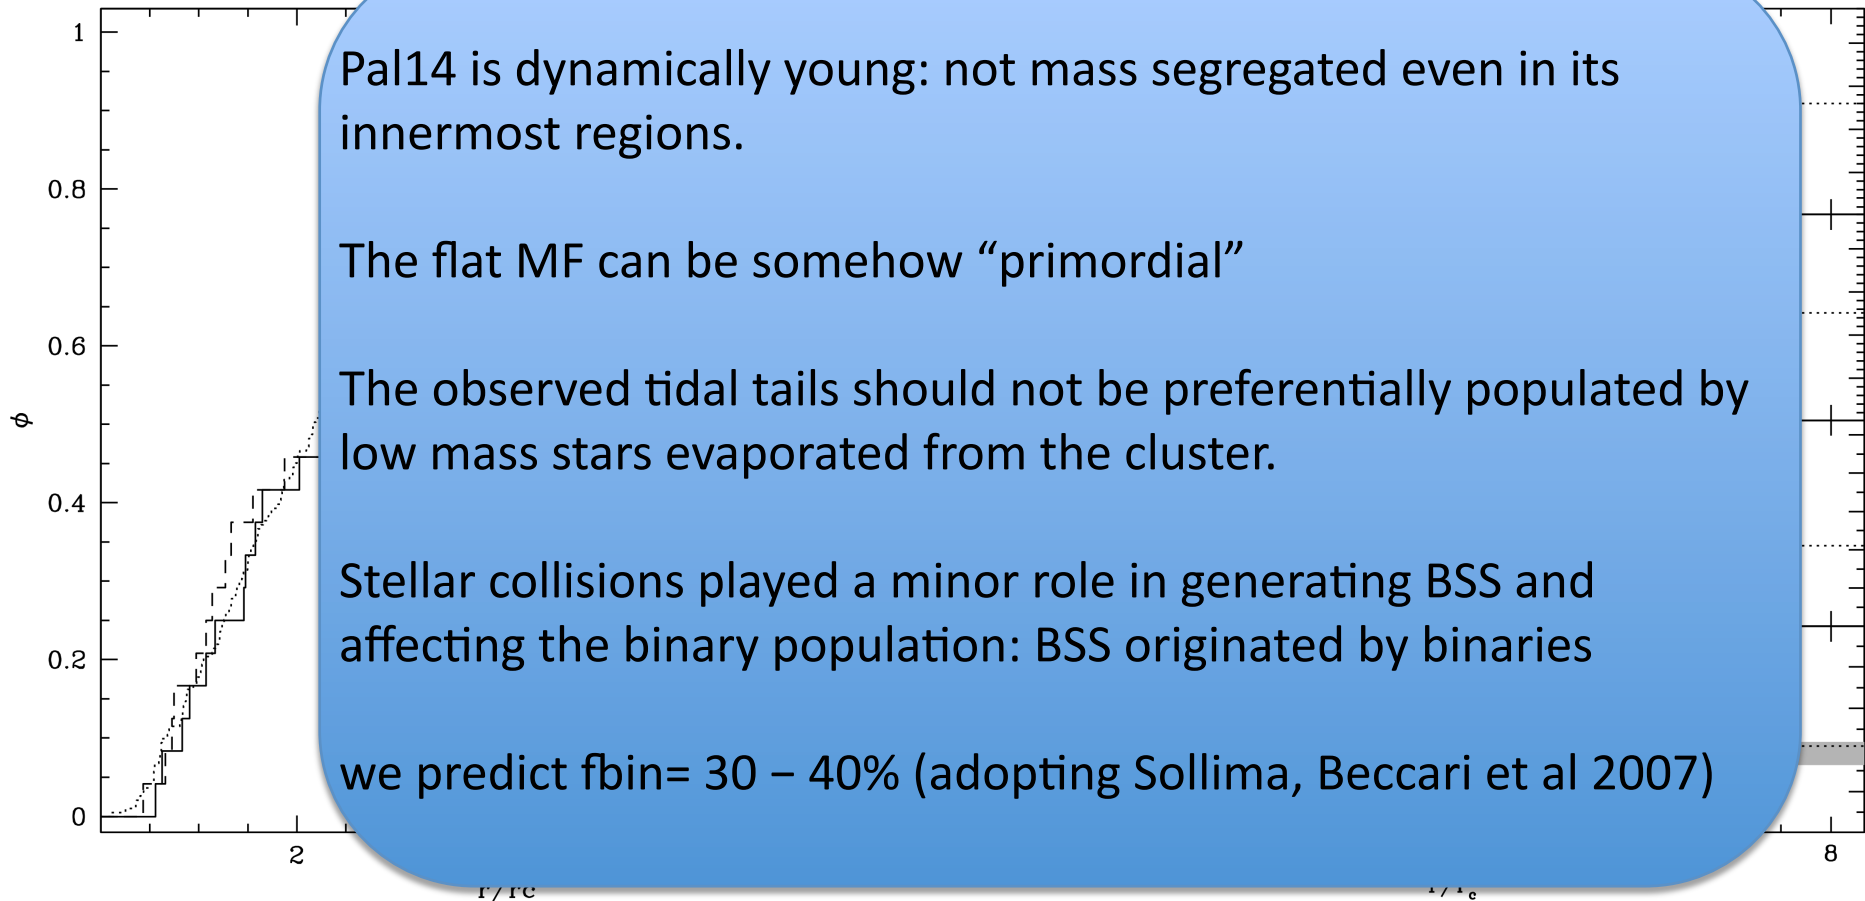 Pal14 is dynamically young: not mass segregated even in its
innermost regions.
The flat MF can be somehow “primordial”
The observed tidal tails should not be preferentially populated by
low mass stars evaporated from the cluster.
Stellar collisions played a minor role in generating BSS and
affecting the binary population: BSS originated by binaries
we predict fbin= 30 – 40% (adopting Sollima, Beccari et al 2007)
1
0.8
0.6
ϕ
0.4
0.2
0
2
8
r/rc
r/rc